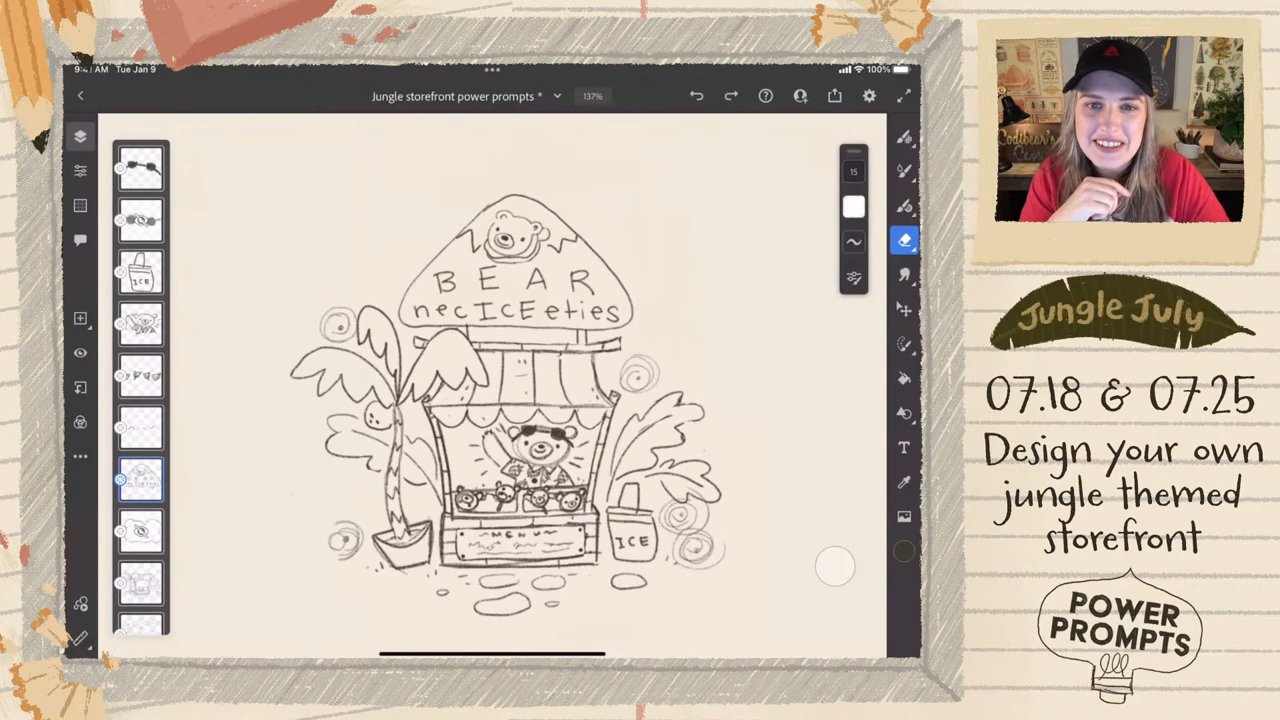 9:41 AM Tue Jan 9
100%
Jungle storefront power prompts *
137%
15
BEAR
necIcEeties
MENU
ICE
ICE
T
Jungle July
07.18 & 07.25
Design your own
jungle themed
storefront
POWER
PROMPTS